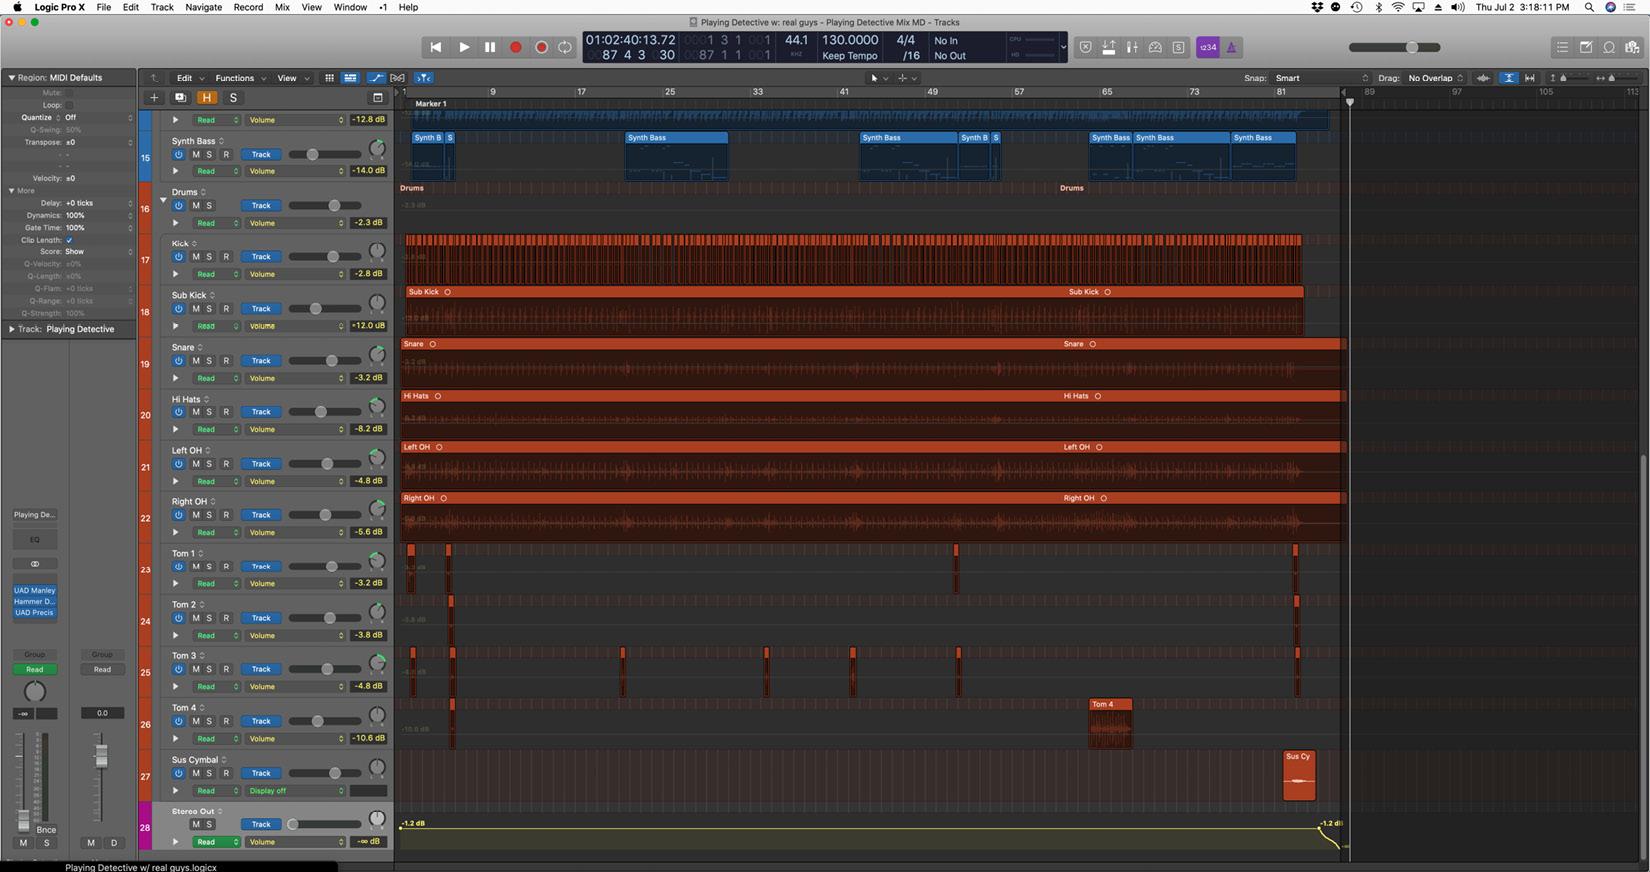 Logic Pro X File Edit Track Navigate Record Mix View Window 1 Help
Thu Jul 2 3:18:11 PM
Playing Detective w: real guys - Playing Detective Mix MD - Tracks
01:02:40:13.72
87 4 3 030
1 3 1
87 1 1
44.1
KHZ
130.0000
Keep Tempo
4/4
/16
No In
No Out
CPU
HD
1234
Region: MIDI Defaults
Edit Functions View
Snap: Smart
Drag: No Overlap
Mute:
Loop:
Quantize Off
Q-Swing: 50%
Transpose: ±0
Velocity: ±0
More
Delay: +0 ticks
Dynamics: 100%
Gate Time: 100%
Clip Length:
Score: Show
Q-Velocity: ±0%
Q-Length: ±0%
Q-Flam: +0 ticks
Q-Range: +0 ticks
Q-Strength: 100%
Track: Playing Detective
Playing De...
EQ
UAD Manley
Hammer D...
UAD Precis
Group Group
Read Read
-∞ 0.0
Bnce
M S M D
H S
1 9 17 25 33 41 49 57 65 73 81 89 97 105 113
Marker 1
Read Volume -12.8 dB
15 Synth Bass
M S R Track
Read Volume -14.0 dB
Synth B S Synth Bass Synth Bass Synth B S Synth Bass Synth Bass Synth Bass
16 Drums
M S Track
Read Volume -2.3 dB
Drums Drums
-2.3 dB
17 Kick
M S R Track
Read Volume -2.8 dB
18 Sub Kick
M S R Track
Read Volume -12.0 dB
Sub Kick Sub Kick
19 Snare
M S R Track
Read Volume -3.2 dB
Snare Snare
20 Hi Hats
M S R Track
Read Volume -8.2 dB
Hi Hats Hi Hats
21 Left OH
M S R Track
Read Volume -4.8 dB
Left OH Left OH
22 Right OH
M S R Track
Read Volume -5.6 dB
Right OH Right OH
23 Tom 1
M S R Track
Read Volume -3.2 dB
24 Tom 2
M S R Track
Read Volume -3.8 dB
25 Tom 3
M S R Track
Read Volume -4.8 dB
26 Tom 4
M S R Track
Read Volume -10.6 dB
Tom 4
-10.6 dB
27 Sus Cymbal
M S R Track
Read Display off
Sus Cy
28 Stereo Out
M S Track
Read Volume -∞ dB
-1.2 dB -1.2 dB
Playing Detective w/ real guys.logicx